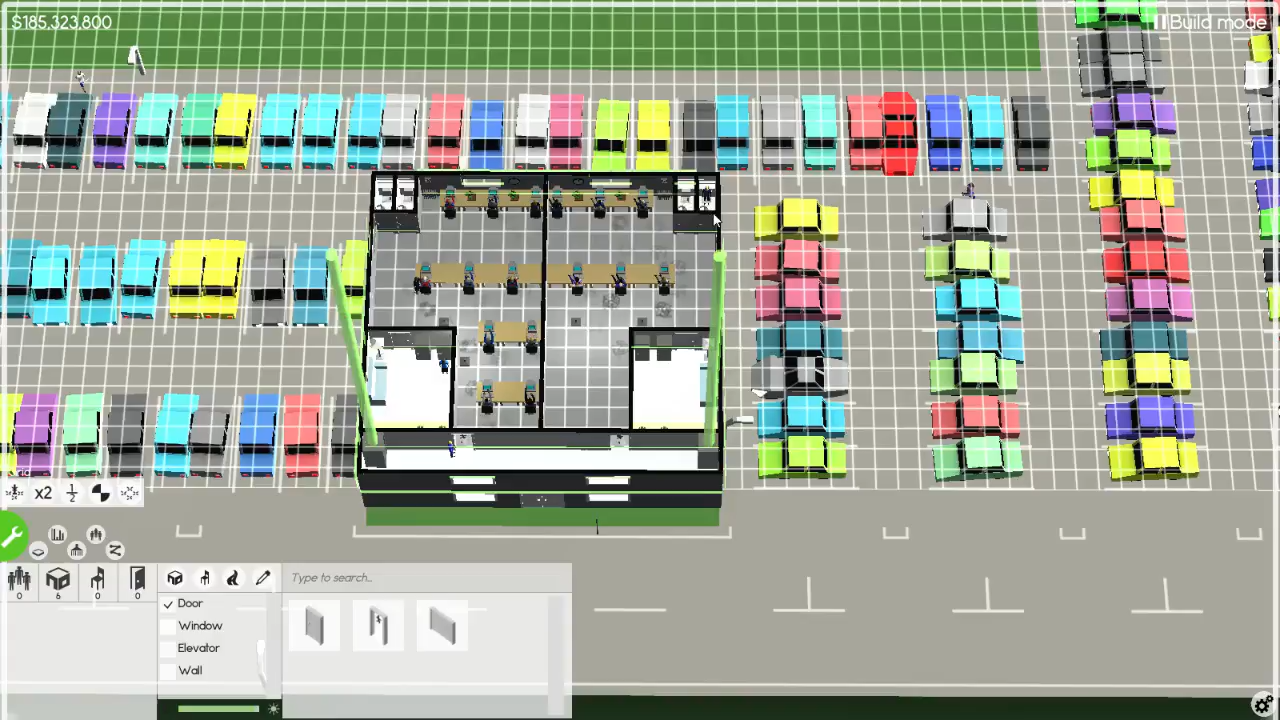 $185,323,800
Build mode
x2
1/2
0
6
0
0
Type to search...
Door
Window
Elevator
Wall